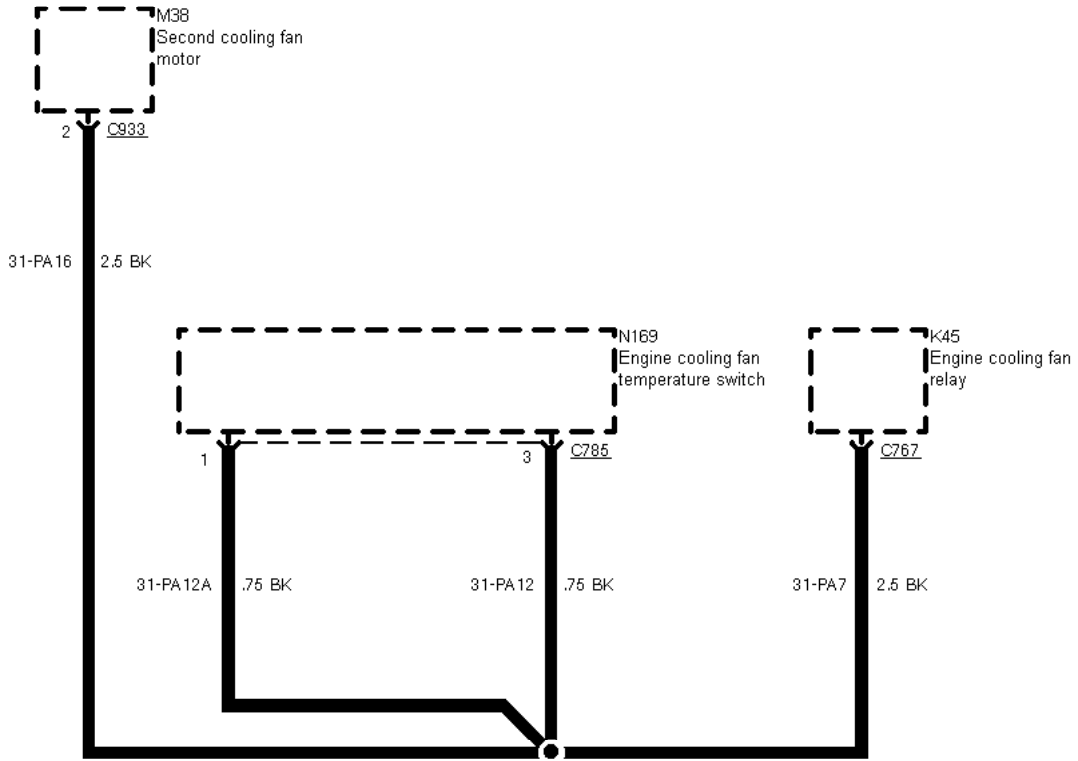 M38
Second cooling fan
motor
2 C933
31-PA16 2.5 BK
N169
Engine cooling fan
temperature switch
K45
Engine cooling fan
relay
1 3 C785 C767
31-PA12A .75 BK 31-PA12 .75 BK 31-PA7 2.5 BK